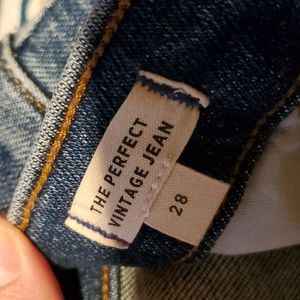 THE PERFECT
VINTAGE JEAN
28